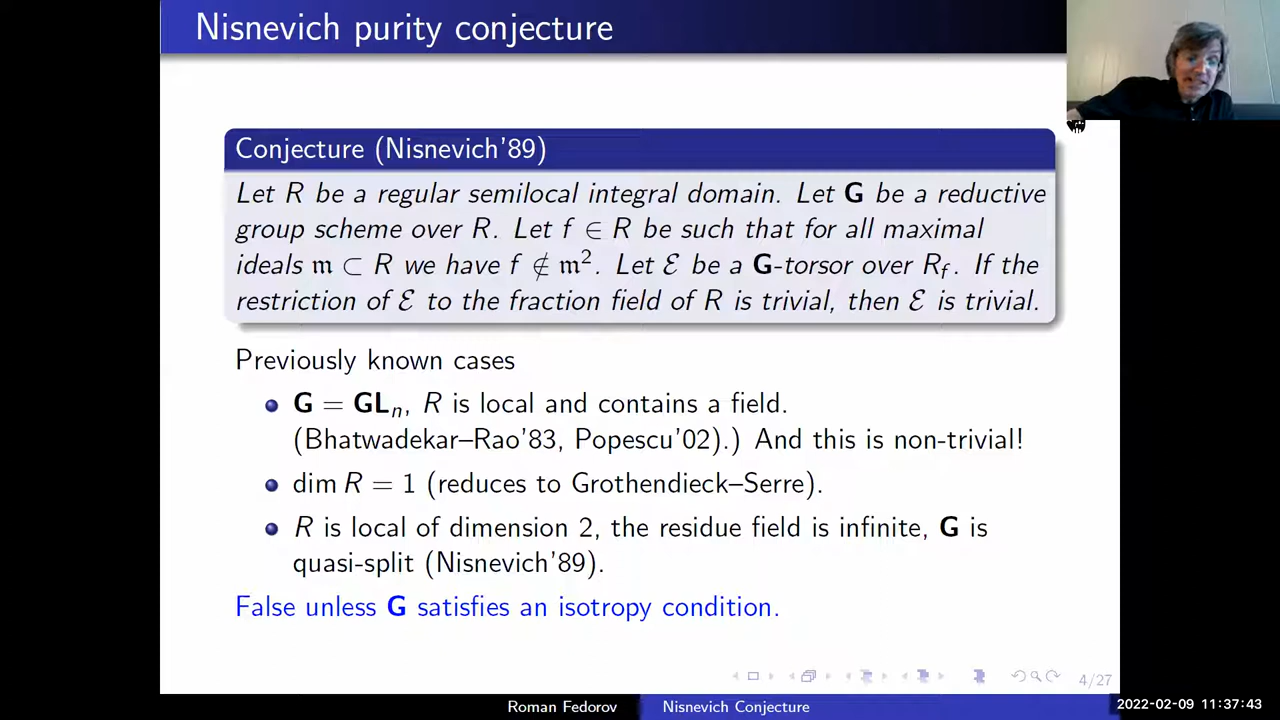 Nisnevich purity conjecture
Conjecture (Nisnevich'89)
Let R be a regular semilocal integral domain. Let G be a reductive
group scheme over R. Let f ∈ R be such that for all maximal
ideals 𝔪 ⊂ R we have f ∉ 𝔪². Let ℰ be a G-torsor over R_f. If the
restriction of ℰ to the fraction field of R is trivial, then ℰ is trivial.
Previously known cases
G = GL_n, R is local and contains a field.
(Bhatwadekar–Rao'83, Popescu'02).) And this is non-trivial!
dim R = 1 (reduces to Grothendieck–Serre).
R is local of dimension 2, the residue field is infinite, G is
quasi-split (Nisnevich'89).
False unless G satisfies an isotropy condition.
4/27
Roman Fedorov
Nisnevich Conjecture
2022-02-09 11:37:43